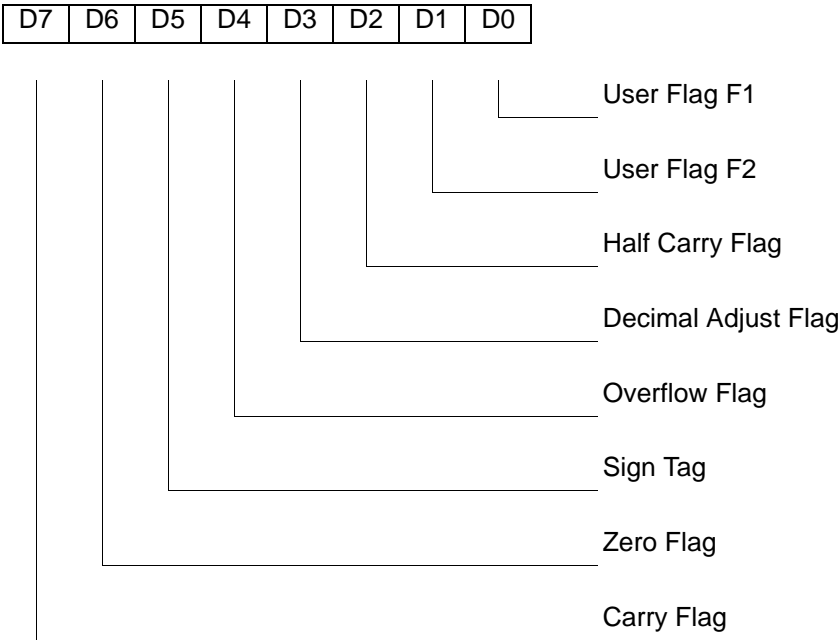 D7 D6 D5 D4 D3 D2 D1 D0
User Flag F1
User Flag F2
Half Carry Flag
Decimal Adjust Flag
Overflow Flag
Sign Tag
Zero Flag
Carry Flag